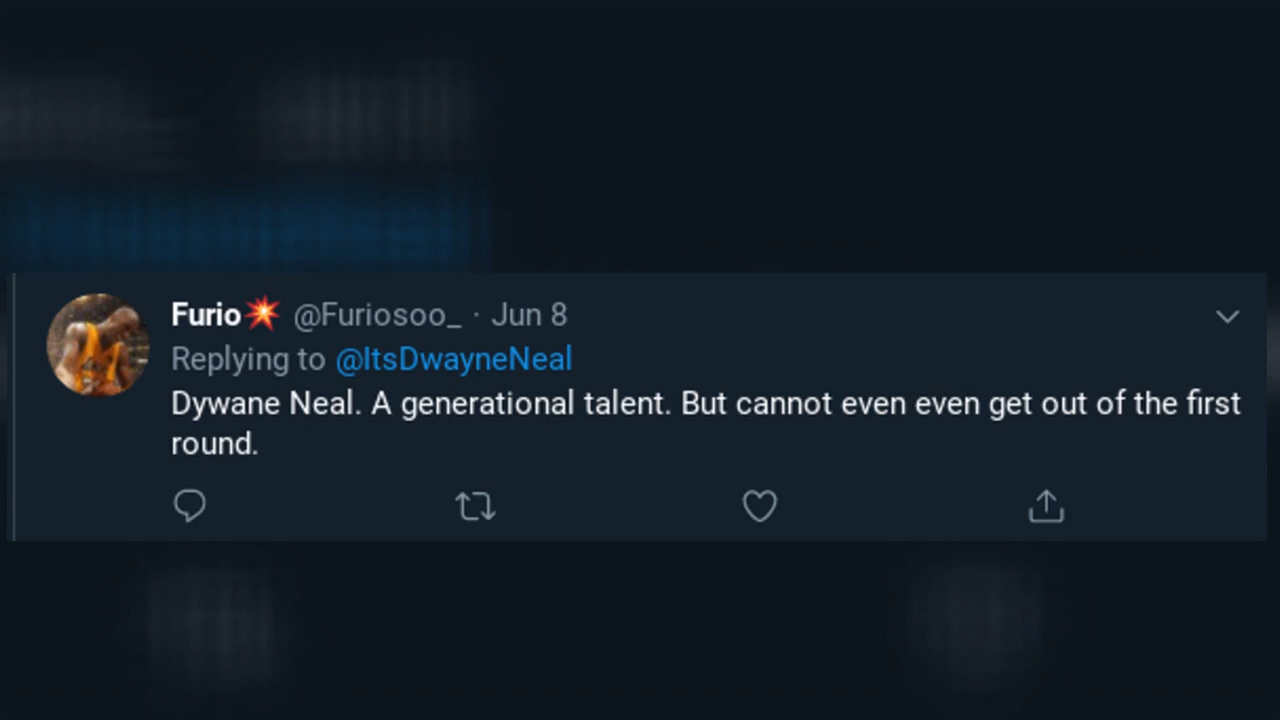 Furio💥 @Furiosoo_ · Jun 8
Replying to @ItsDwayneNeal
Dywane Neal. A generational talent. But cannot even even get out of the first
round.